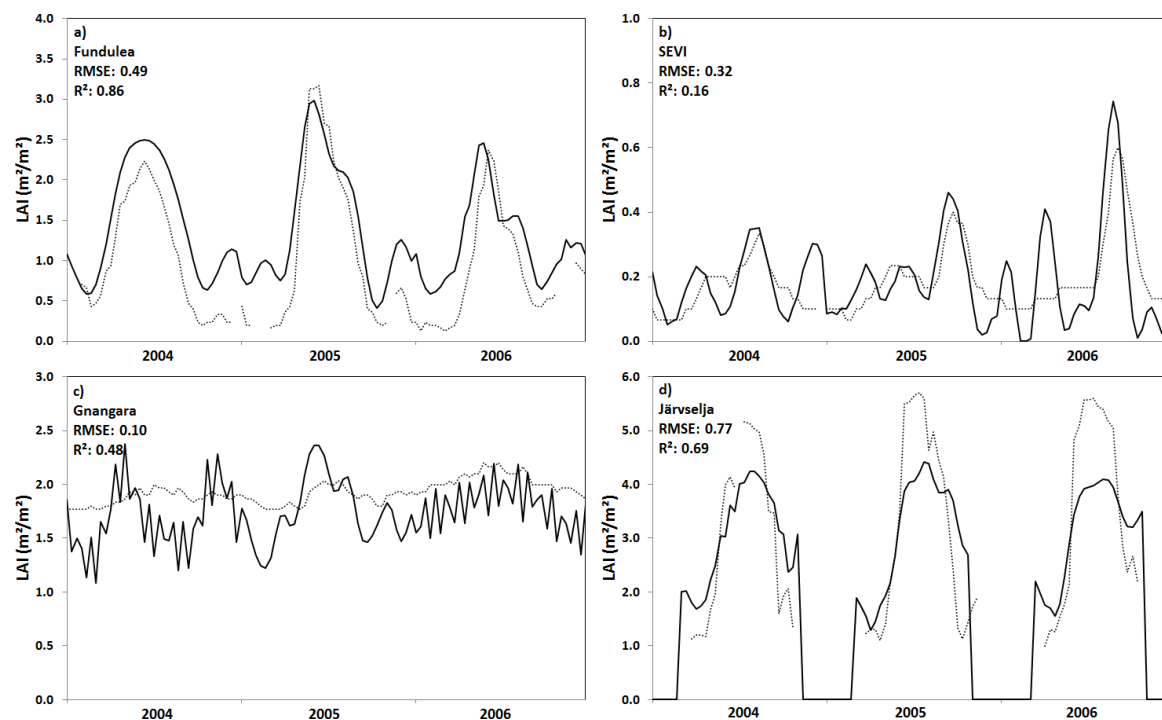 a)
Fundulea
RMSE: 0.49
R²: 0.86
LAI (m²/m²)
4.0
3.5
3.0
2.5
2.0
1.5
1.0
0.5
0.0
2004 2005 2006
b)
SEVI
RMSE: 0.32
R²: 0.16
LAI (m²/m²)
1.0
0.8
0.6
0.4
0.2
0.0
2004 2005 2006
c)
Gnangara
RMSE: 0.10
R²: 0.48
LAI (m²/m²)
3.0
2.5
2.0
1.5
1.0
0.5
0.0
2004 2005 2006
d)
Järvselja
RMSE: 0.77
R²: 0.69
LAI (m²/m²)
6.0
5.0
4.0
3.0
2.0
1.0
0.0
2004 2005 2006